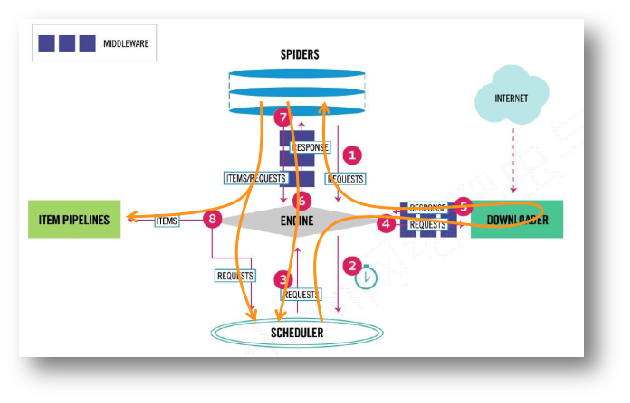 MIDDLEWARE
SPIDERS
INTERNET
7
RESPONSE
1
ITEMS/REQUESTS
REQUESTS
6
RESPONSE
5
ITEM PIPELINES
ITEMS
8
ENGINE
4
REQUESTS
DOWNLOADER
2
REQUESTS
3
REQUESTS
SCHEDULER